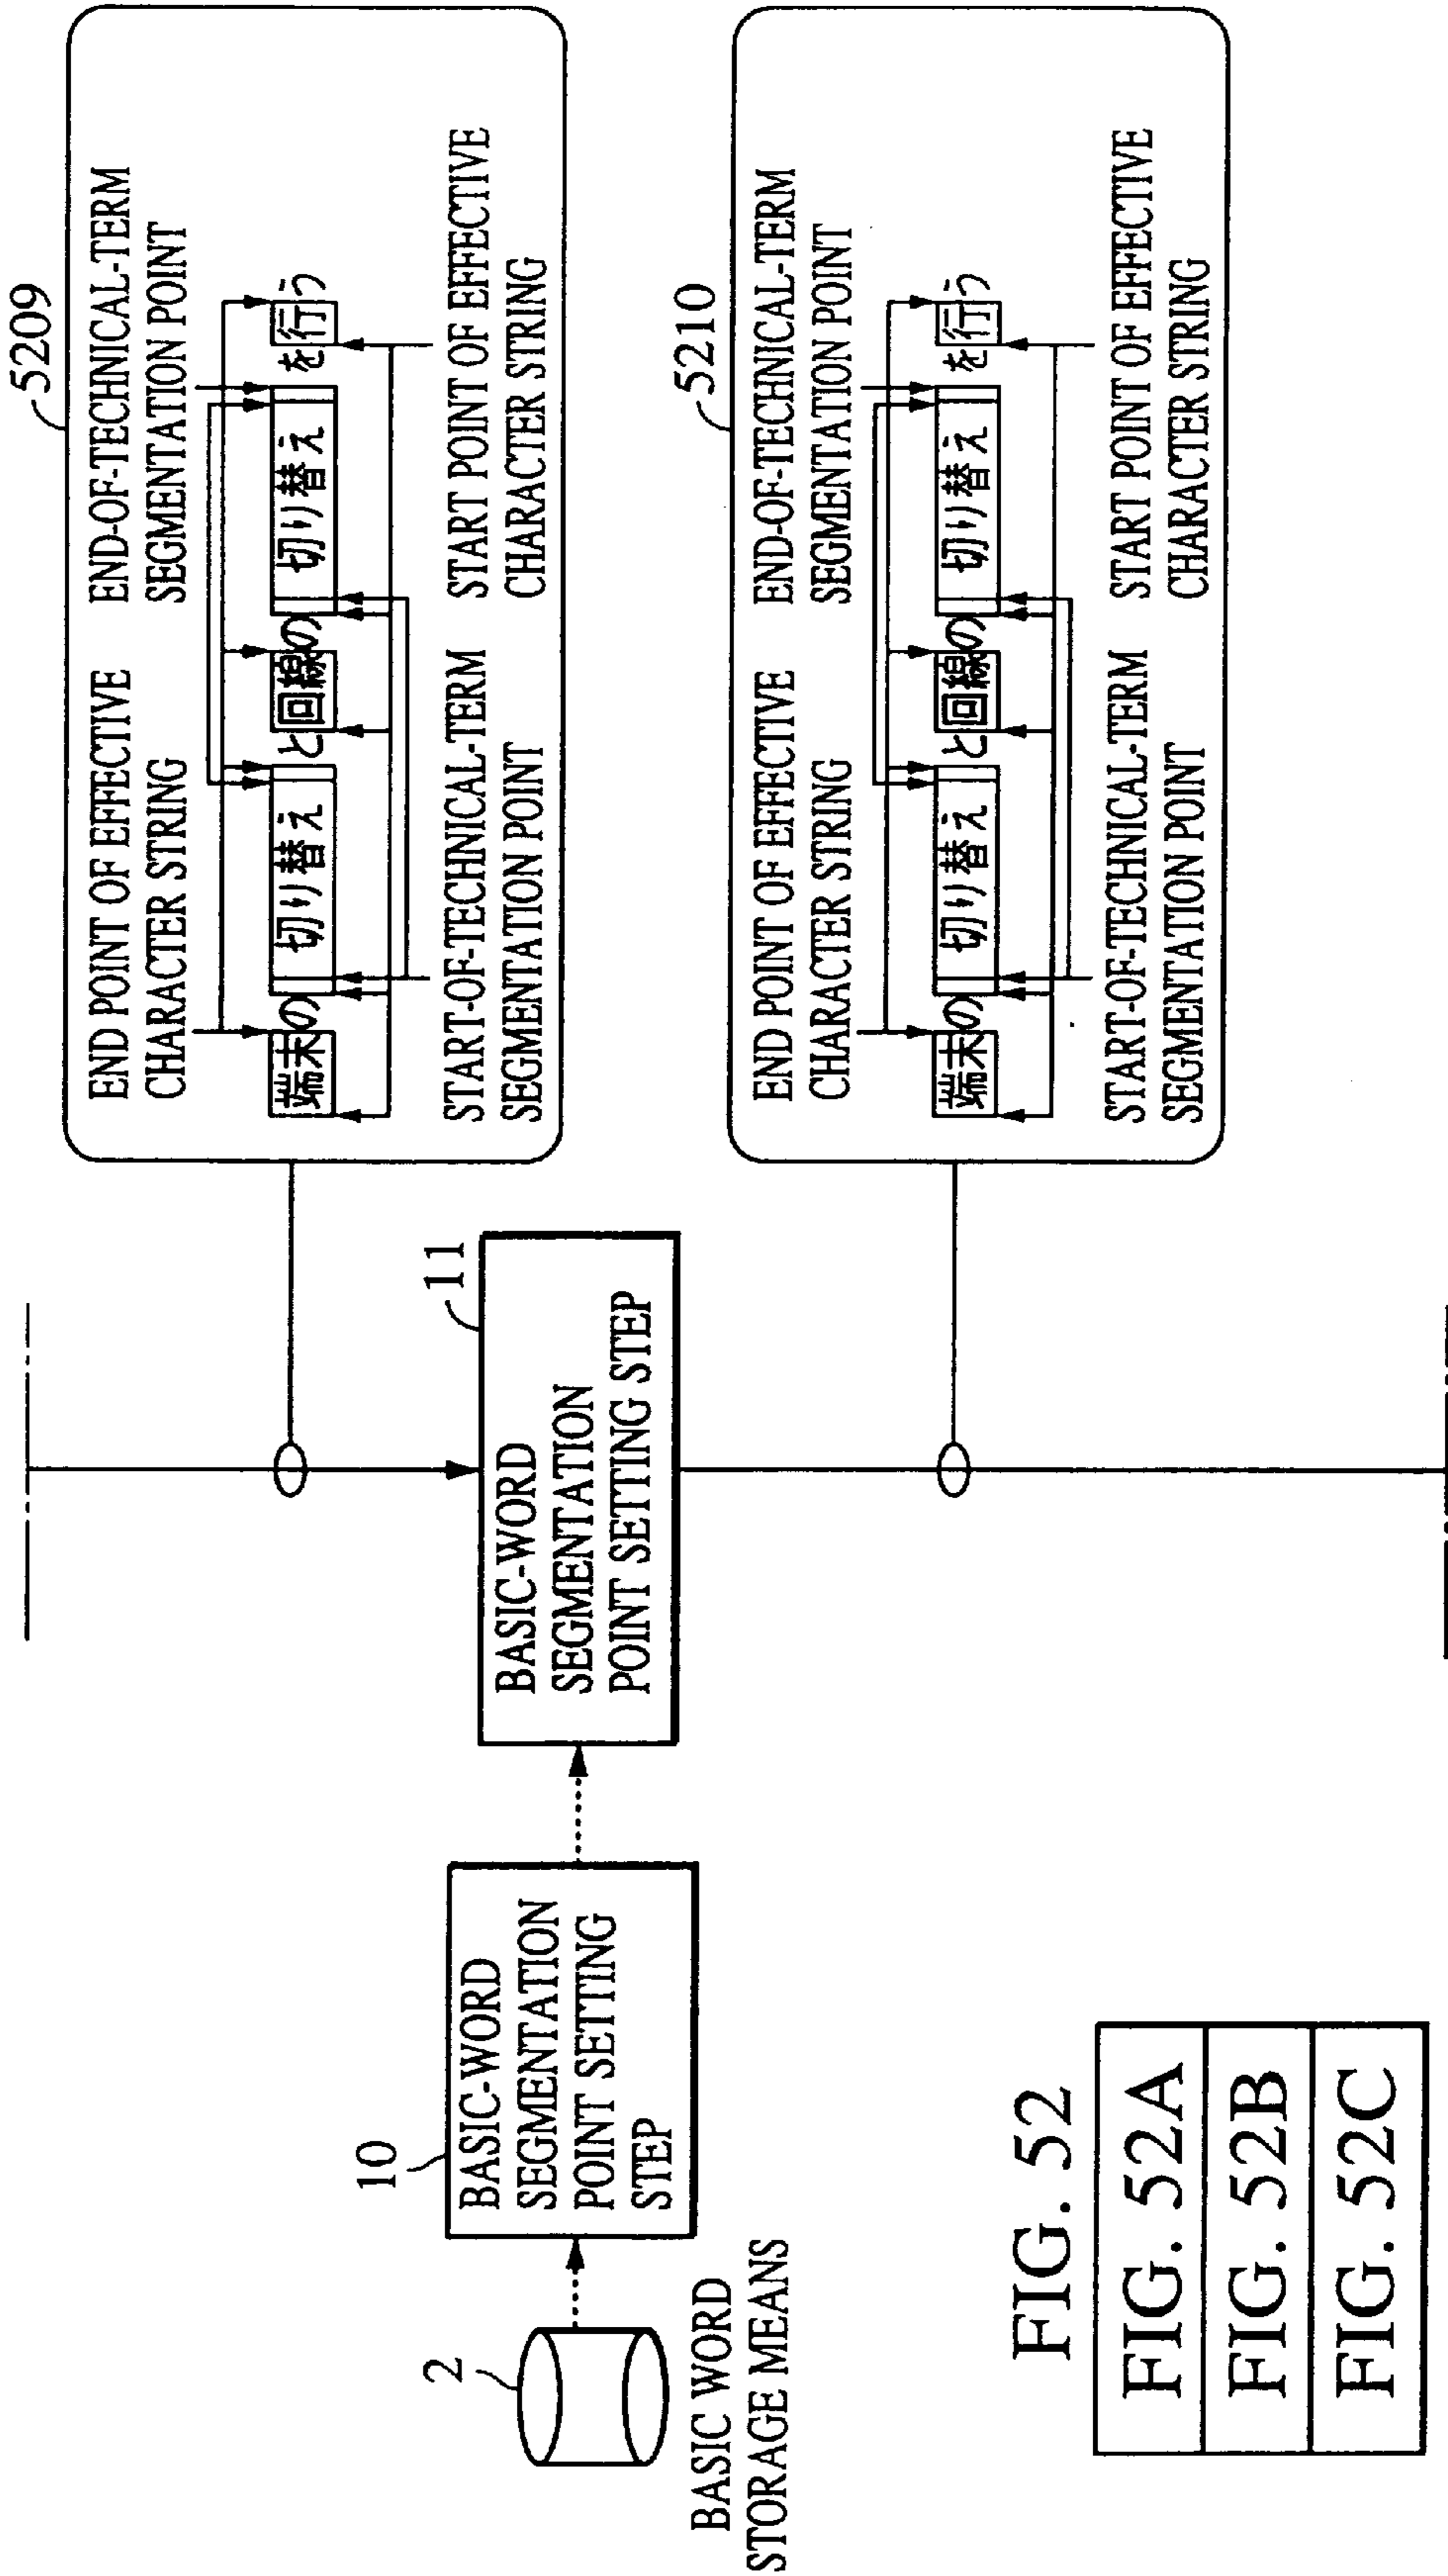 5209
END POINT OF EFFECTIVE
CHARACTER STRING
END-OF-TECHNICAL-TERM
SEGMENTATION POINT
端末の切り替えと回線の切り替えを行う
START-OF-TECHNICAL-TERM
SEGMENTATION POINT
START POINT OF EFFECTIVE
CHARACTER STRING
2
BASIC WORD
STORAGE MEANS
10
BASIC-WORD
SEGMENTATION
POINT SETTING
STEP
11
BASIC-WORD
SEGMENTATION
POINT SETTING STEP
5210
END POINT OF EFFECTIVE
CHARACTER STRING
END-OF-TECHNICAL-TERM
SEGMENTATION POINT
端末の切り替えと回線の切り替えを行う
START-OF-TECHNICAL-TERM
SEGMENTATION POINT
START POINT OF EFFECTIVE
CHARACTER STRING
FIG. 52
FIG. 52A
FIG. 52B
FIG. 52C